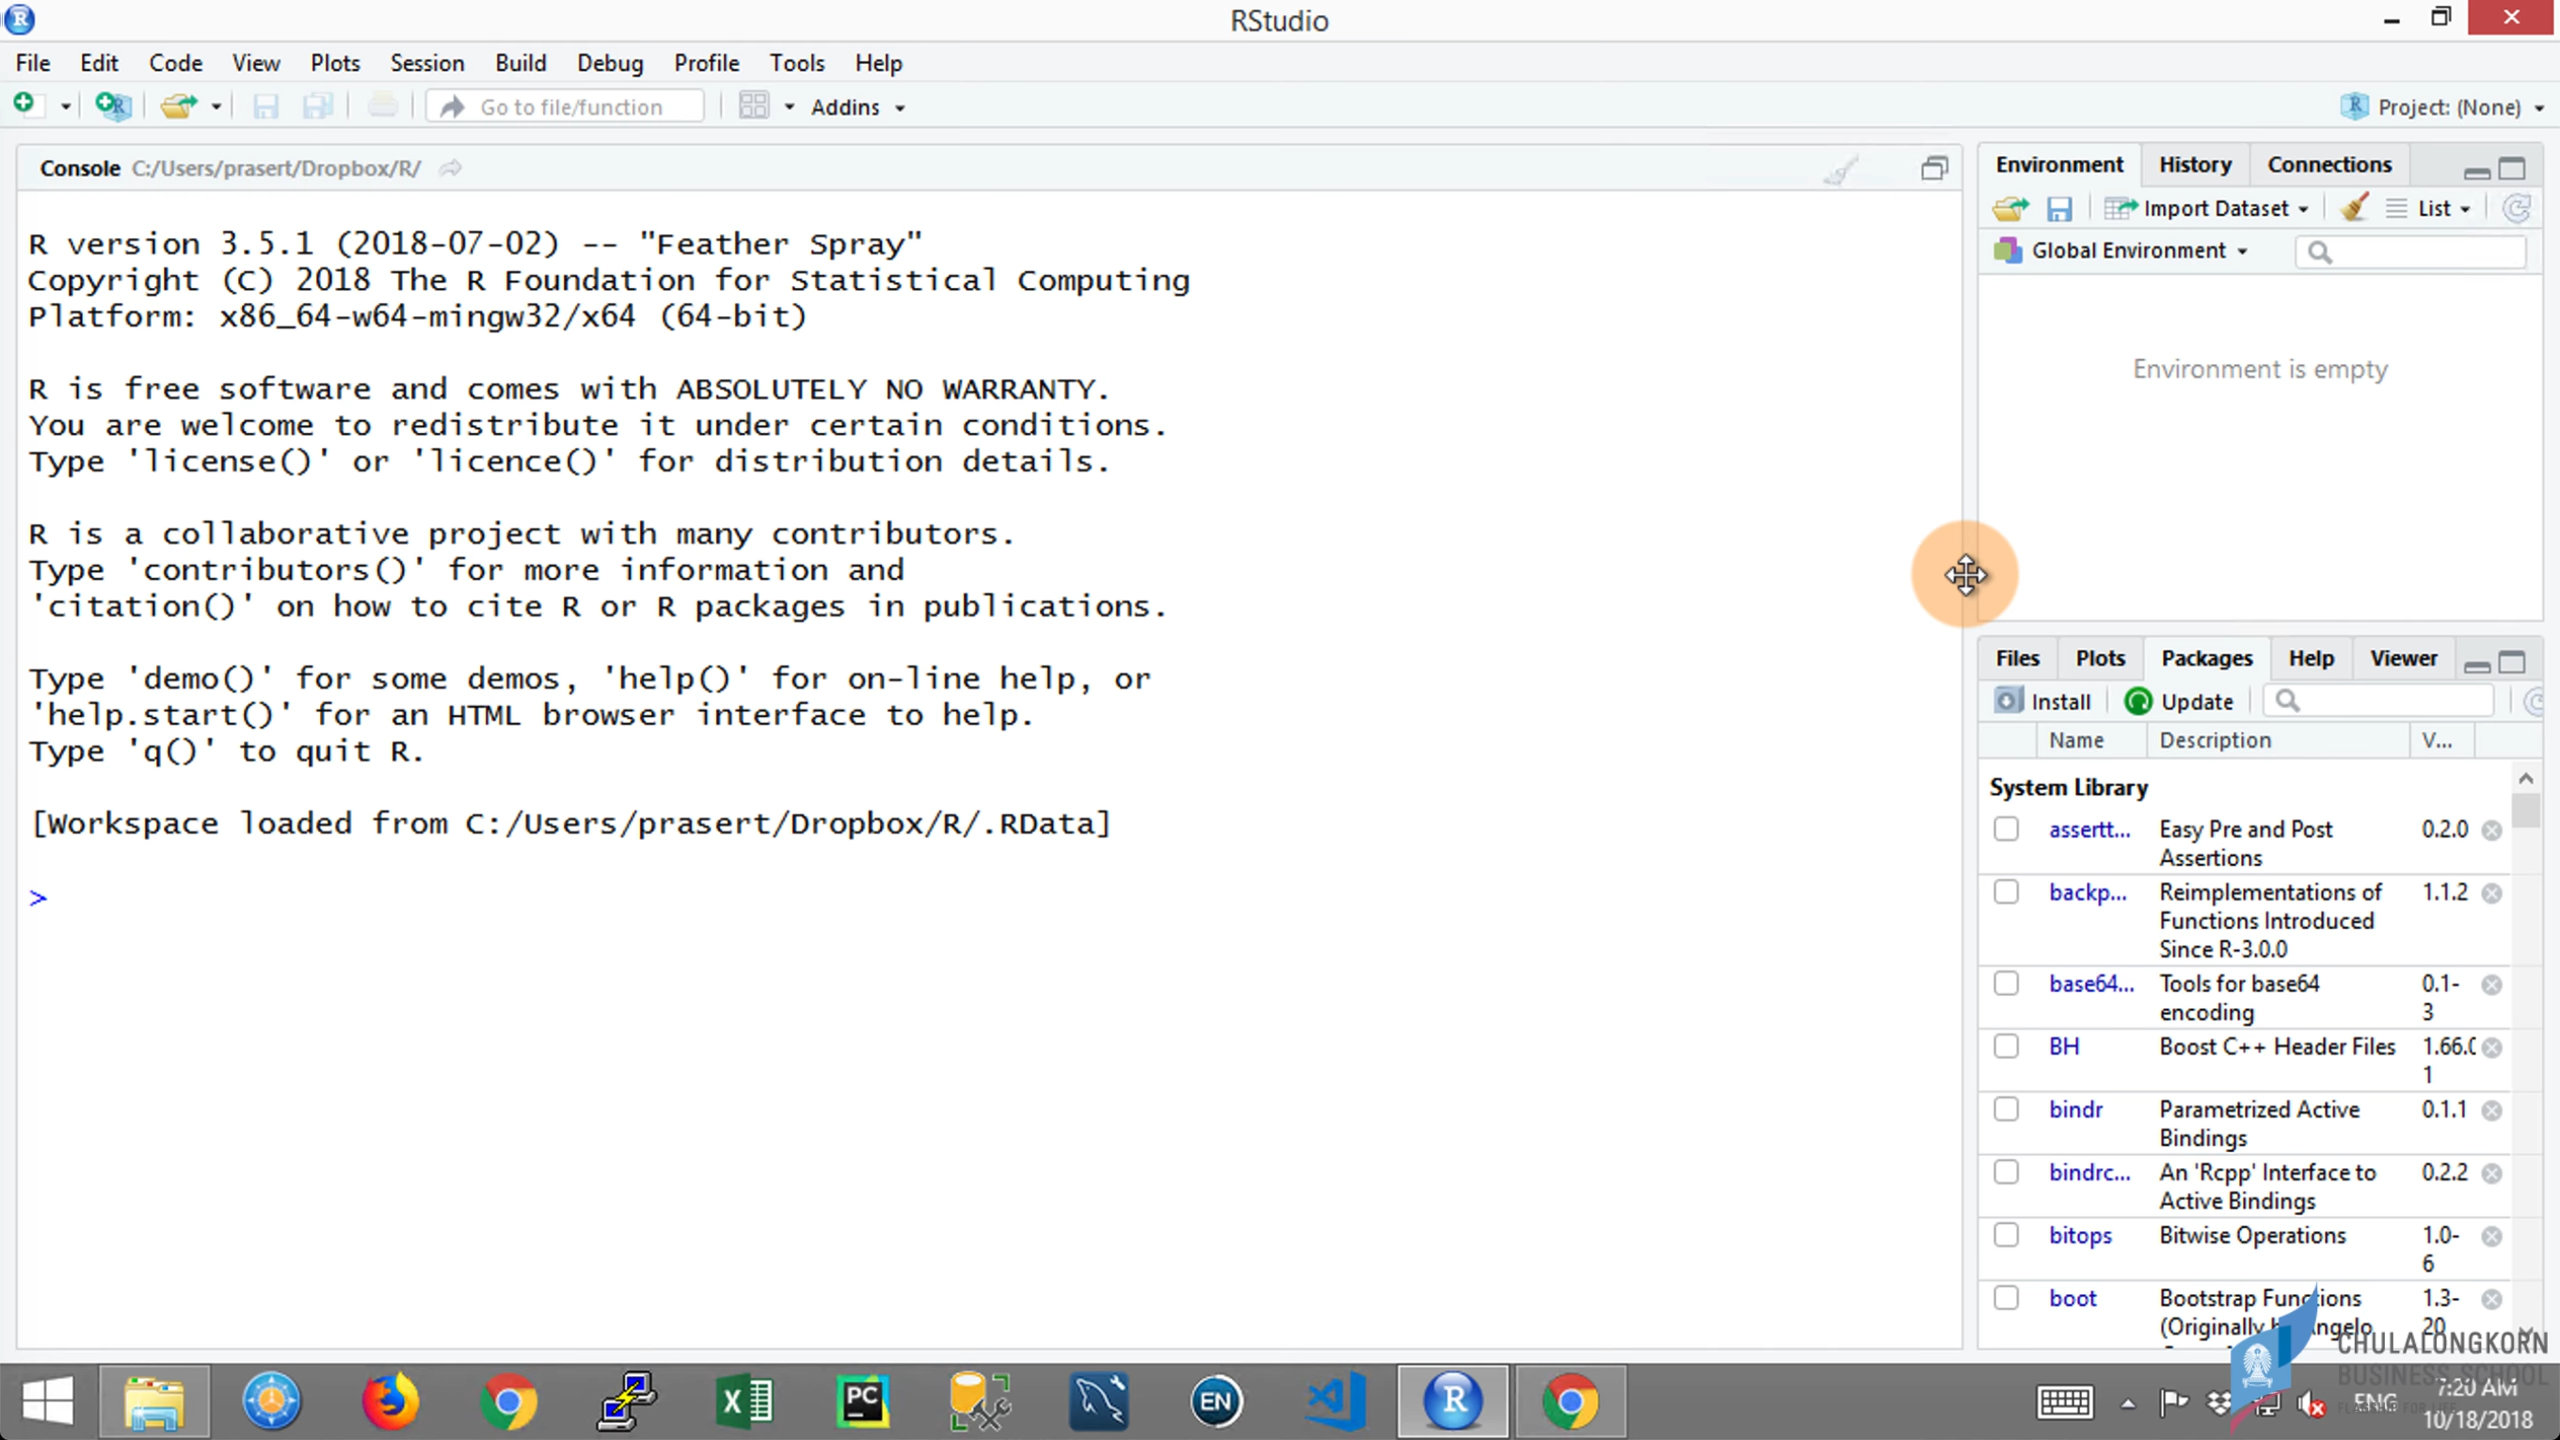 RStudio
File Edit Code View Plots Session Build Debug Profile Tools Help
Go to file/function Addins Project: (None)
Console C:/Users/prasert/Dropbox/R/
R version 3.5.1 (2018-07-02) -- "Feather Spray"
Copyright (C) 2018 The R Foundation for Statistical Computing
Platform: x86_64-w64-mingw32/x64 (64-bit)
R is free software and comes with ABSOLUTELY NO WARRANTY.
You are welcome to redistribute it under certain conditions.
Type 'license()' or 'licence()' for distribution details.
R is a collaborative project with many contributors.
Type 'contributors()' for more information and
'citation()' on how to cite R or R packages in publications.
Type 'demo()' for some demos, 'help()' for on-line help, or
'help.start()' for an HTML browser interface to help.
Type 'q()' to quit R.
[Workspace loaded from C:/Users/prasert/Dropbox/R/.RData]
>
Environment History Connections
Import Dataset List
Global Environment
Environment is empty
Files Plots Packages Help Viewer
Install Update
Name Description V...
System Library
assertt... Easy Pre and Post 0.2.0
Assertions
backp... Reimplementations of 1.1.2
Functions Introduced
Since R-3.0.0
base64... Tools for base64 0.1-
encoding 3
BH Boost C++ Header Files 1.66.0
1
bindr Parametrized Active 0.1.1
Bindings
bindrc... An 'Rcpp' Interface to 0.2.2
Active Bindings
bitops Bitwise Operations 1.0-
6
boot Bootstrap Functions 1.3-
(Originally by Angelo 20
CHULALONGKORN
BUSINESS SCHOOL
PC EN R ENG 7:20 AM
10/18/2018